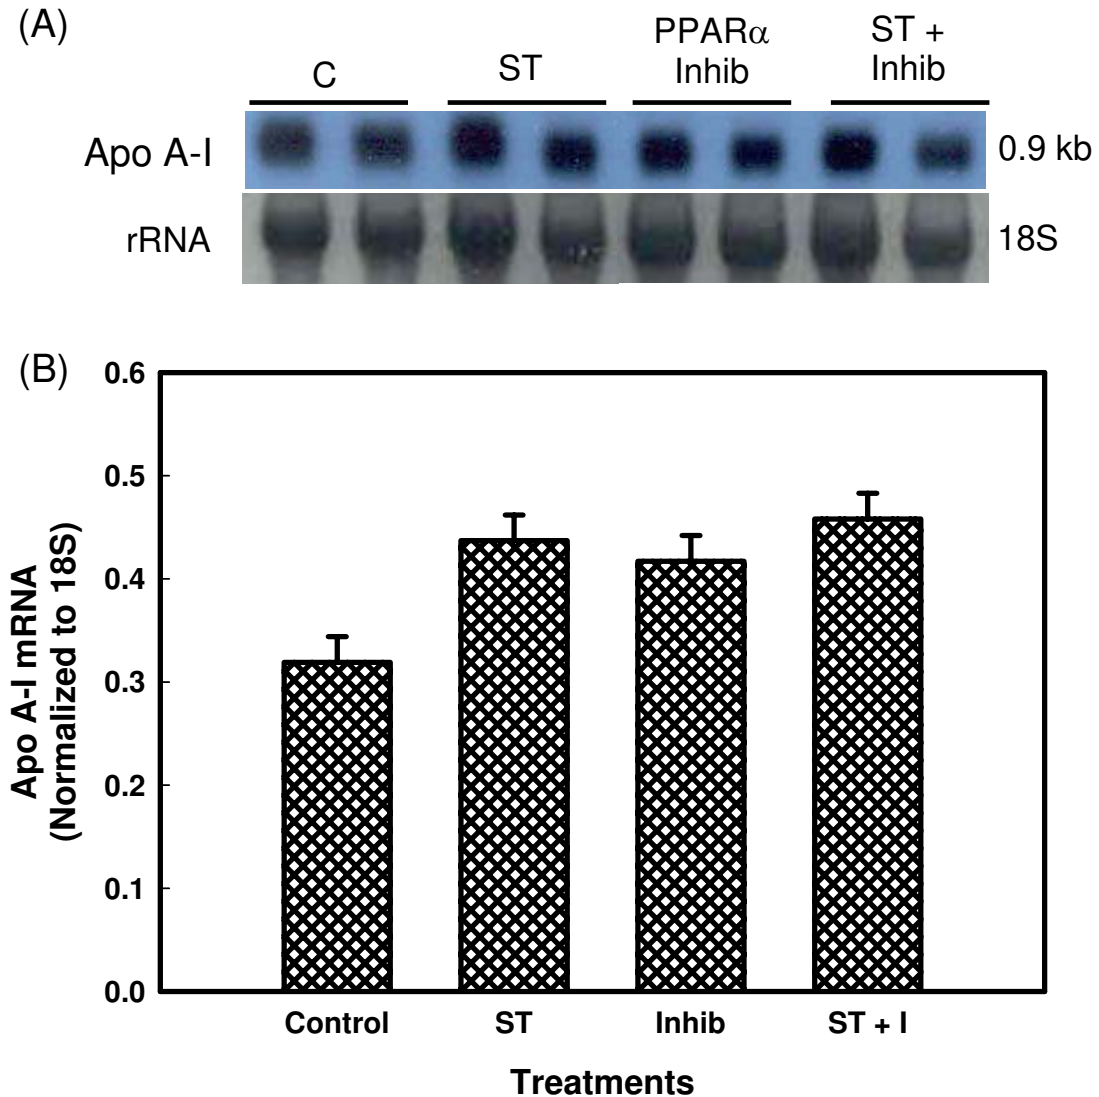 (A)
C
ST
PPARα
Inhib
ST +
Inhib
Apo A-I
0.9 kb
rRNA
18S
(B)
0.6
0.5
0.4
0.3
0.2
0.1
0.0
Apo A-I mRNA
(Normalized to 18S)
Control
ST
Inhib
ST + I
Treatments